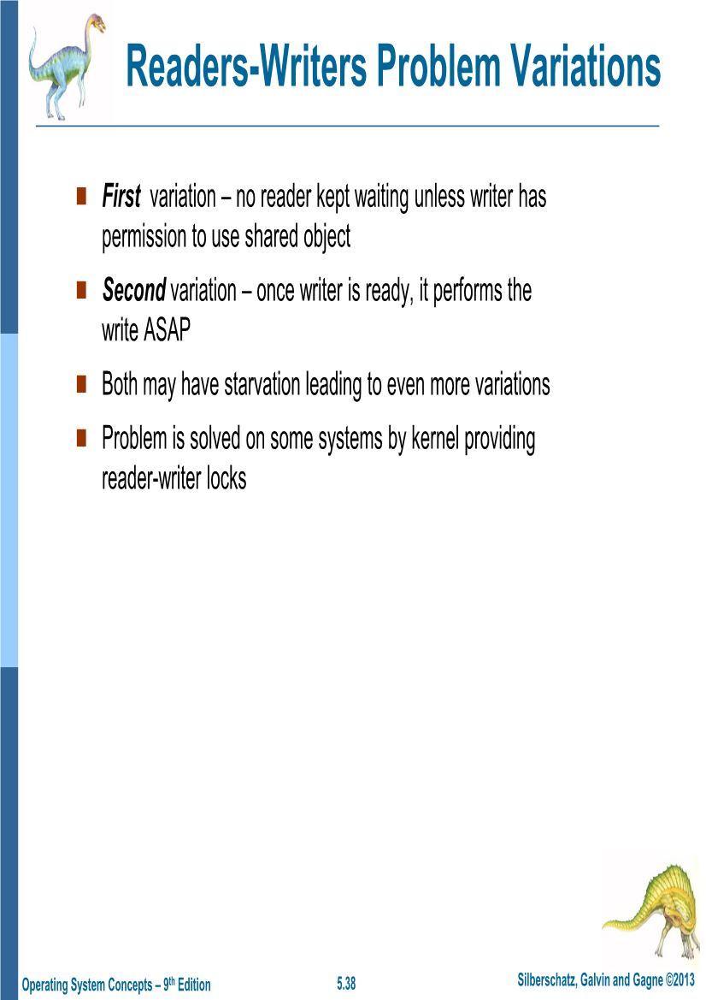 Readers-Writers Problem Variations
■ First variation – no reader kept waiting unless writer has
permission to use shared object
■ Second variation – once writer is ready, it performs the
write ASAP
■ Both may have starvation leading to even more variations
■ Problem is solved on some systems by kernel providing
reader-writer locks
Operating System Concepts – 9th Edition
5.38
Silberschatz, Galvin and Gagne ©2013